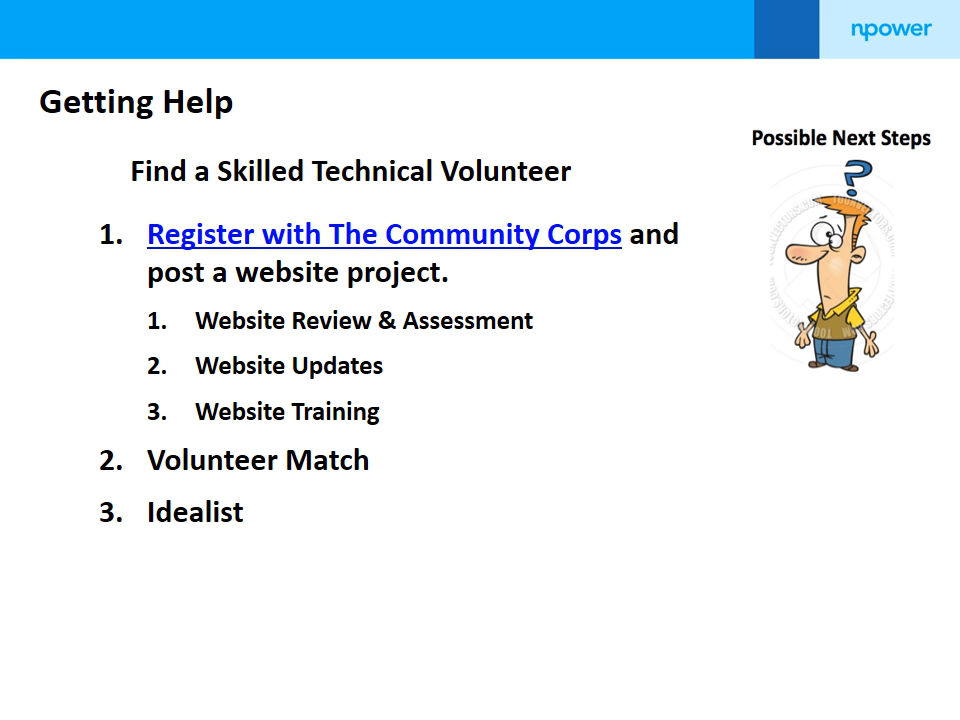 npower
Getting Help
Possible Next Steps
Find a Skilled Technical Volunteer
1. Register with The Community Corps and
post a website project.
1. Website Review & Assessment
2. Website Updates
3. Website Training
2. Volunteer Match
3. Idealist
?